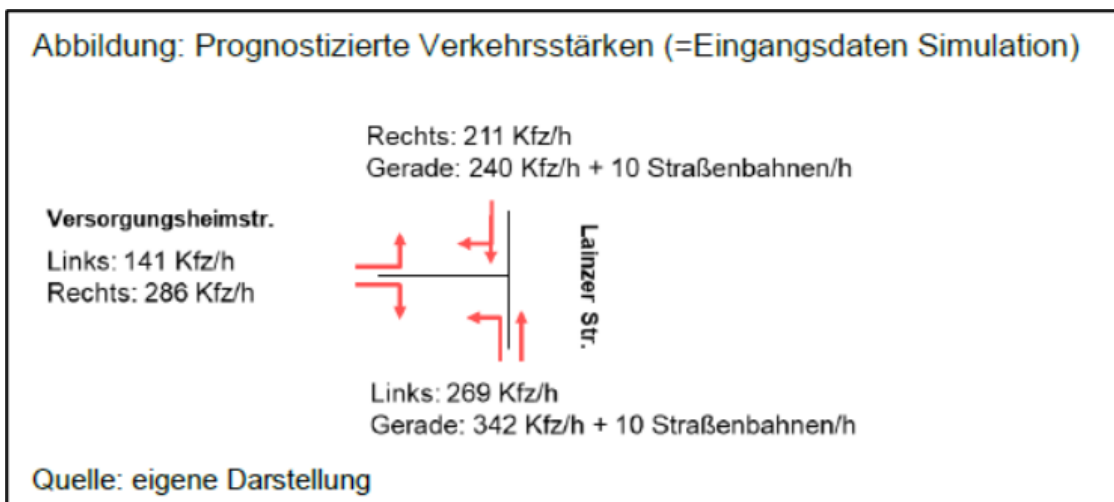 Abbildung: Prognostizierte Verkehrsstärken (=Eingangsdaten Simulation)
Rechts: 211 Kfz/h
Gerade: 240 Kfz/h + 10 Straßenbahnen/h
Versorgungsheimstr.
Links: 141 Kfz/h
Rechts: 286 Kfz/h
Lainzer Str.
Links: 269 Kfz/h
Gerade: 342 Kfz/h + 10 Straßenbahnen/h
Quelle: eigene Darstellung